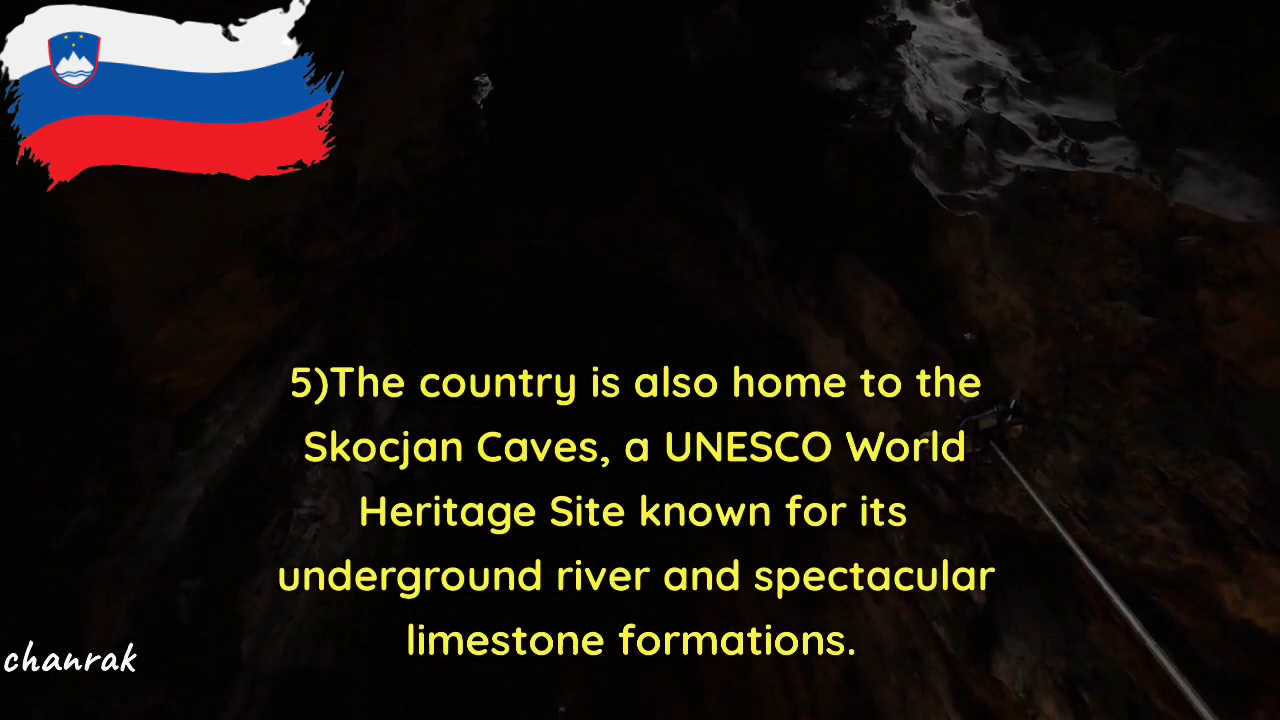 5)The country is also home to the
Skocjan Caves, a UNESCO World
Heritage Site known for its
underground river and spectacular
limestone formations.
chanrak